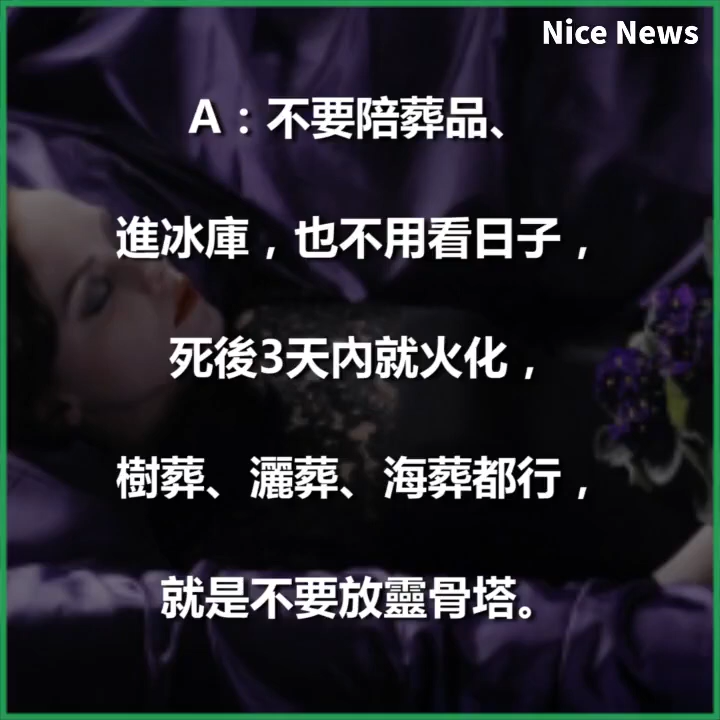 Nice News
A：不要陪葬品、
進冰庫，也不用看日子，
死後3天內就火化，
樹葬、灑葬、海葬都行，
就是不要放靈骨塔。